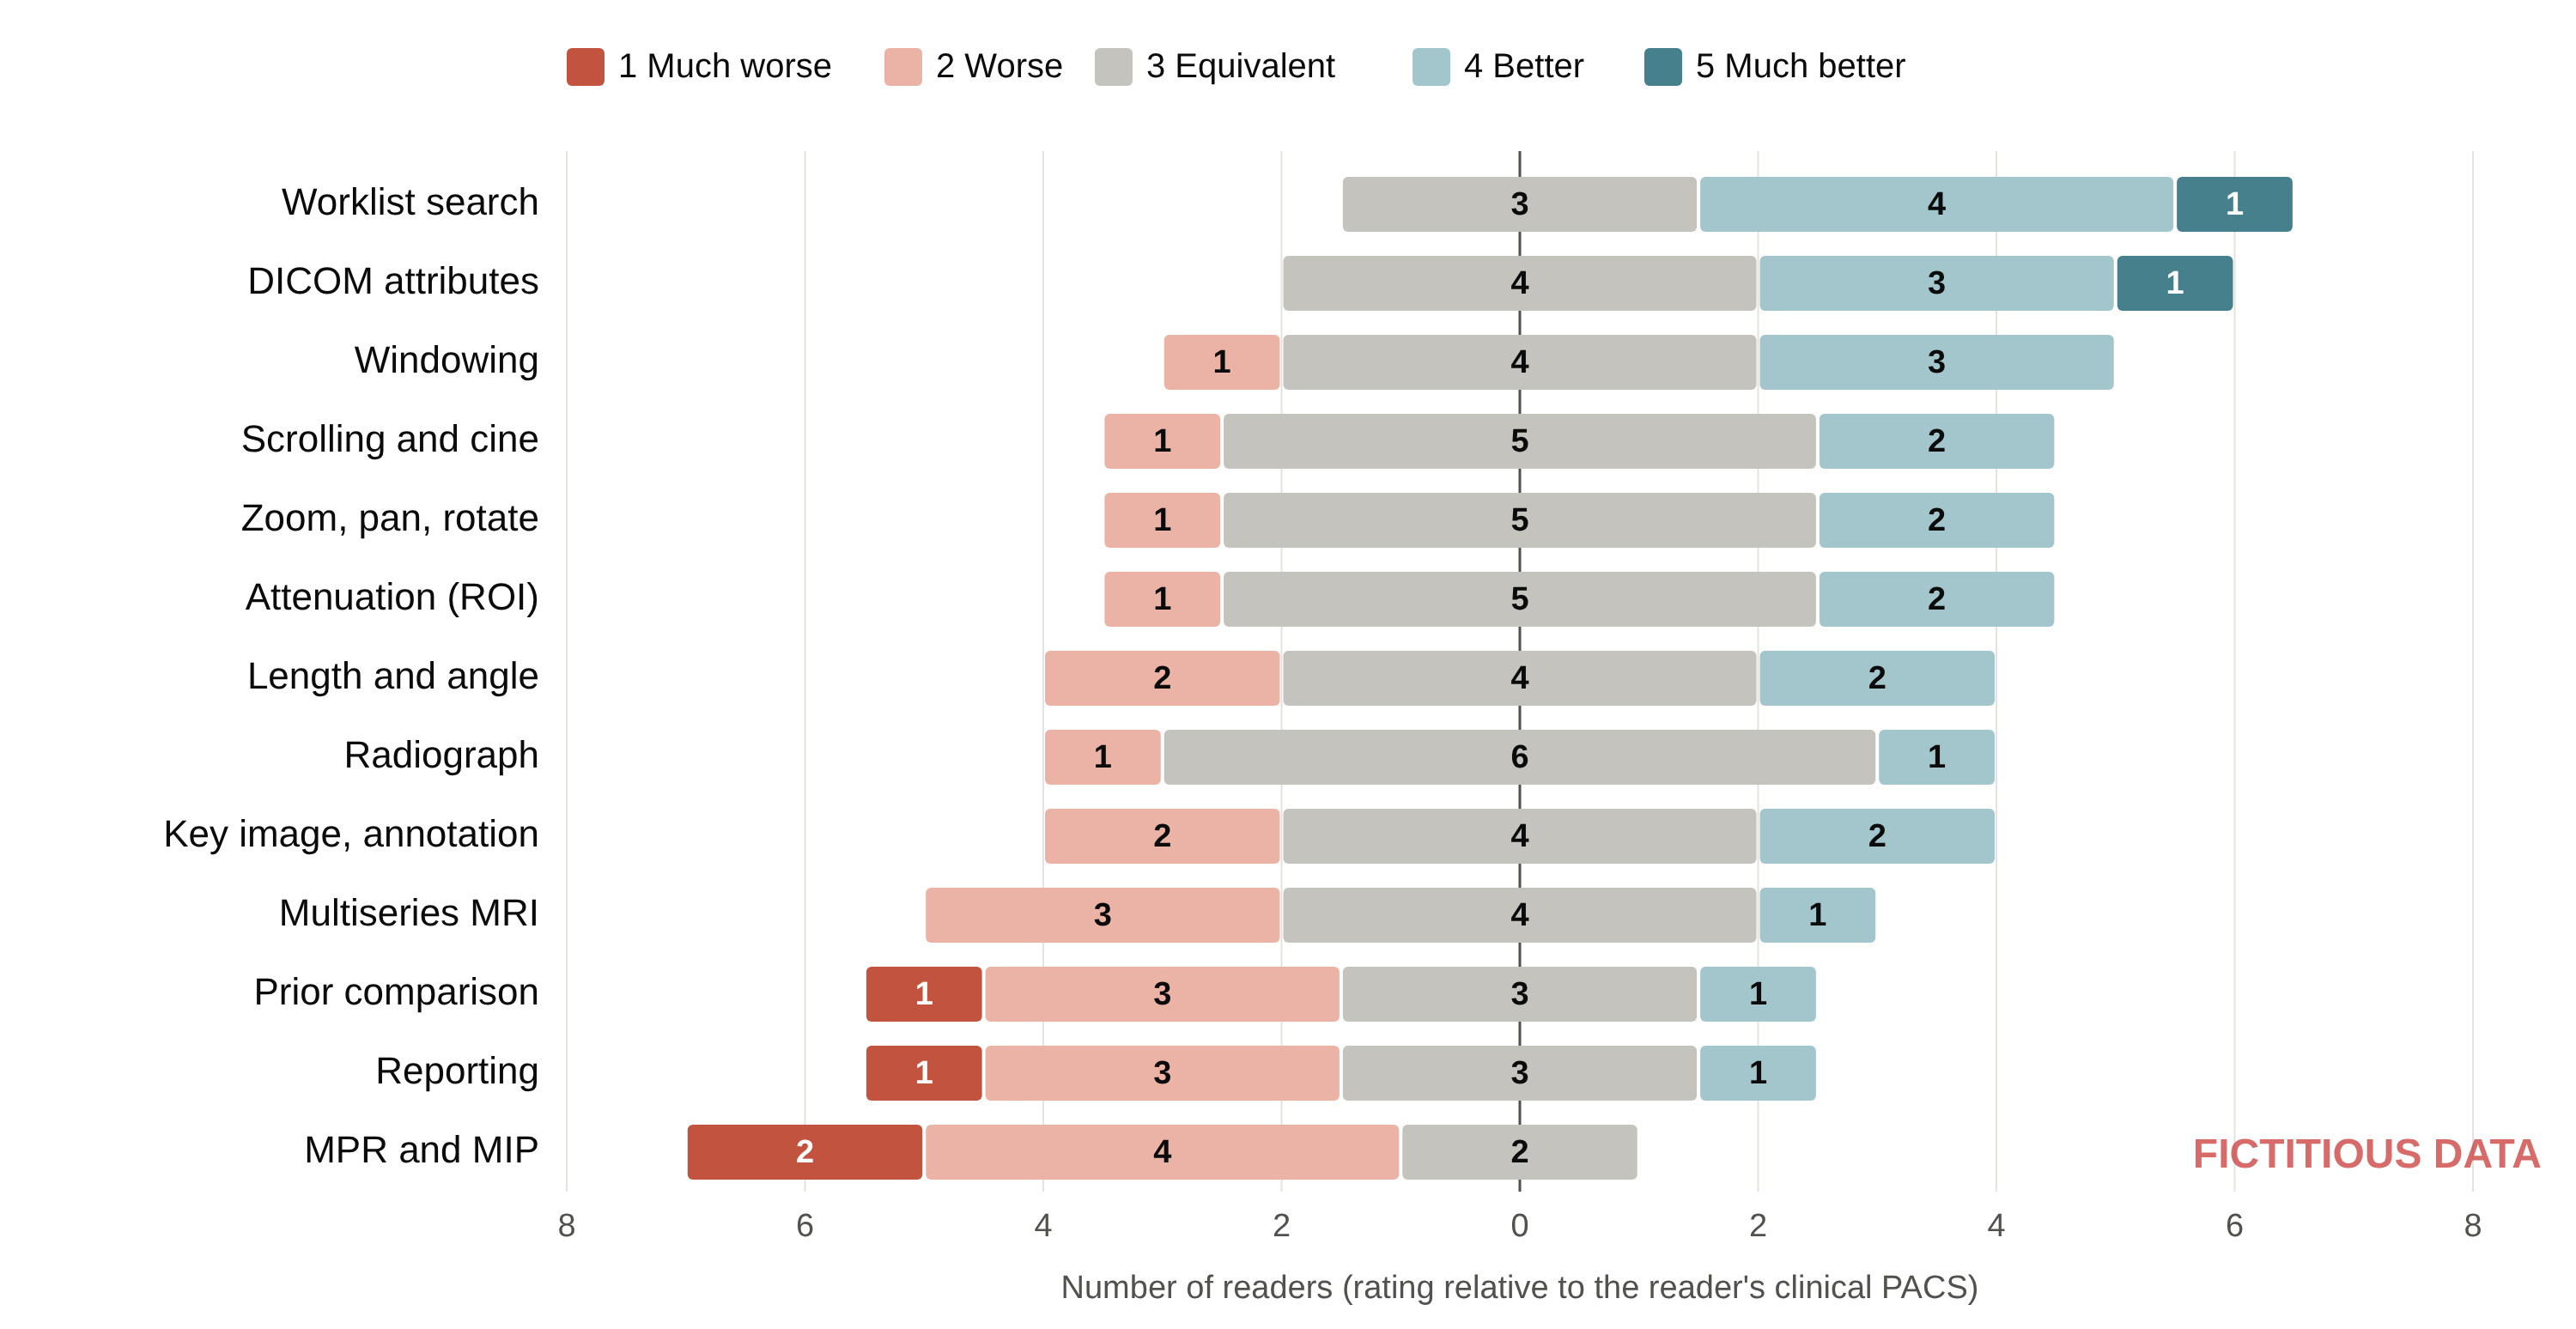 1 Much worse 2 Worse 3 Equivalent 4 Better 5 Much better
Worklist search 3 4 1
DICOM attributes 4 3 1
Windowing 1 4 3
Scrolling and cine 1 5 2
Zoom, pan, rotate 1 5 2
Attenuation (ROI) 1 5 2
Length and angle 2 4 2
Radiograph 1 6 1
Key image, annotation 2 4 2
Multiseries MRI 3 4 1
Prior comparison 1 3 3 1
Reporting 1 3 3 1
MPR and MIP 2 4 2 FICTITIOUS DATA
8 6 4 2 0 2 4 6 8
Number of readers (rating relative to the reader's clinical PACS)